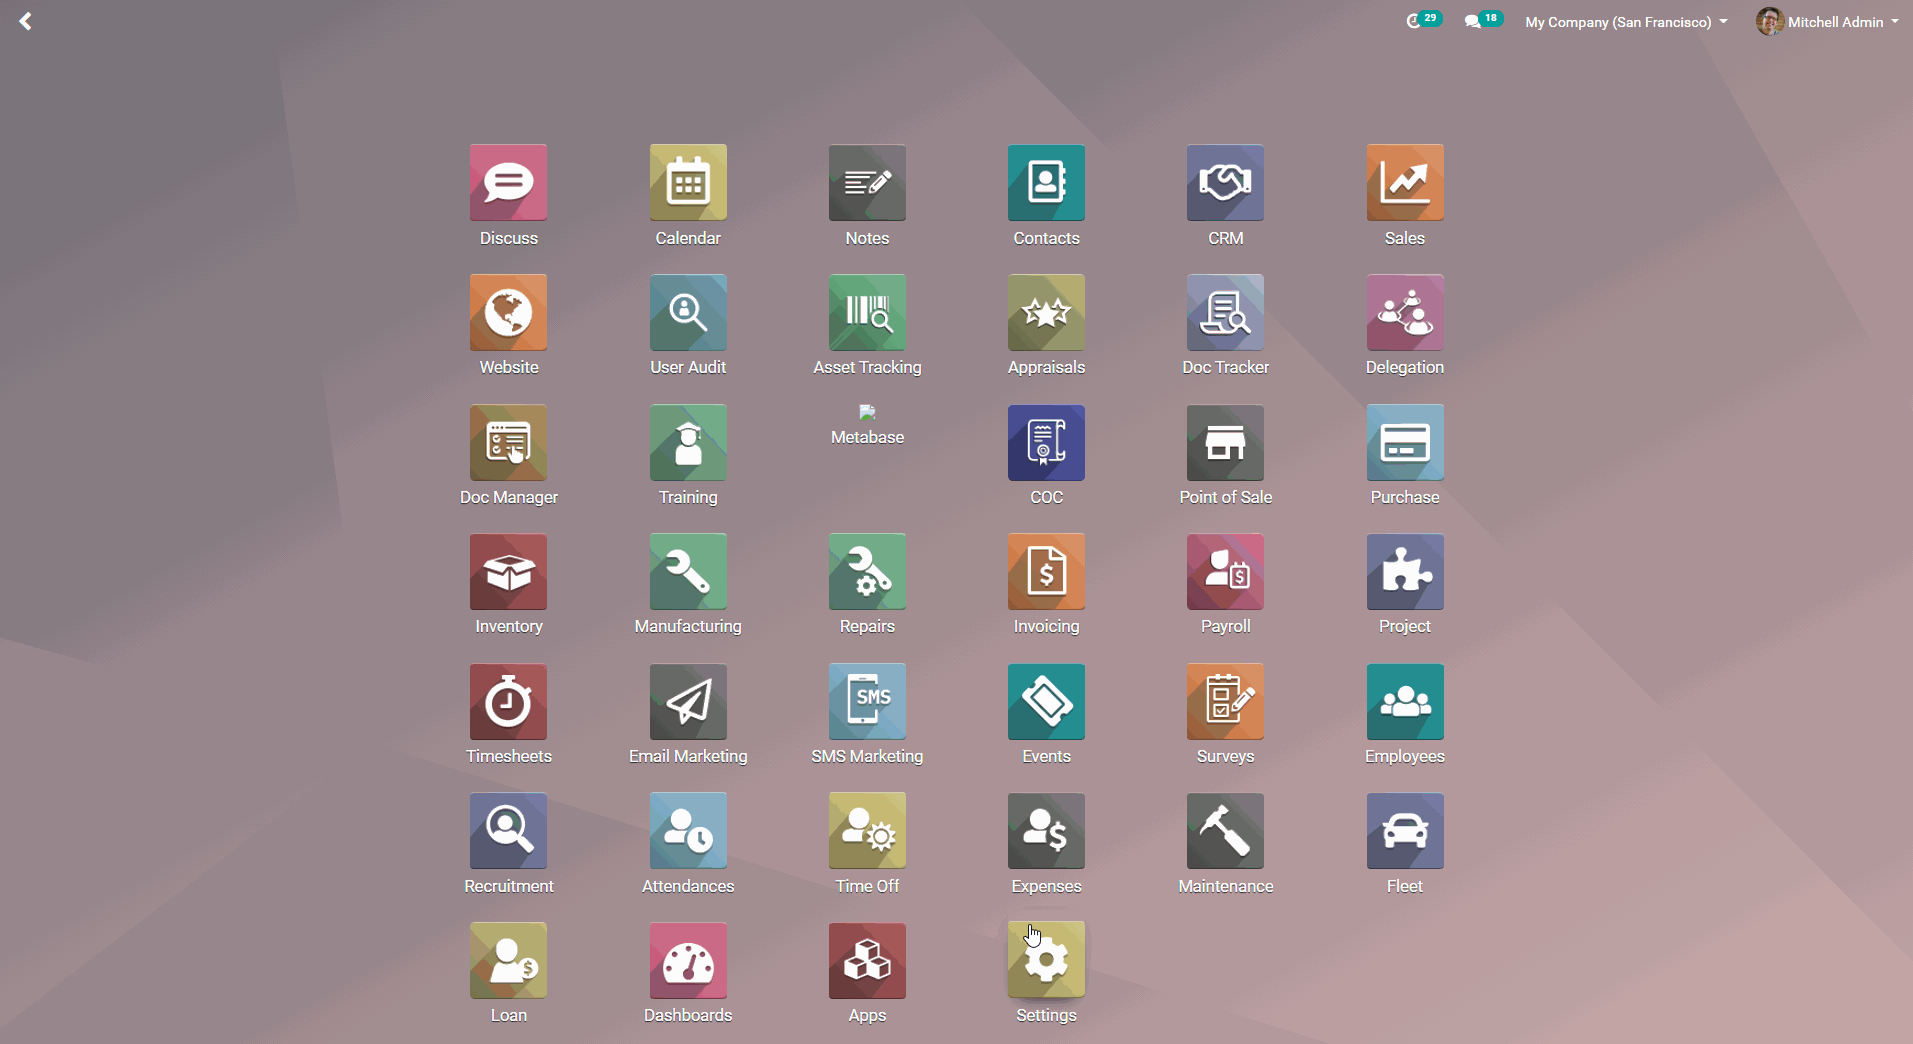 29
18
My Company (San Francisco)
Mitchell Admin
Discuss
Calendar
Notes
Contacts
CRM
Sales
Website
User Audit
Asset Tracking
Appraisals
Doc Tracker
Delegation
Doc Manager
Training
Metabase
COC
Point of Sale
Purchase
Inventory
Manufacturing
Repairs
Invoicing
Payroll
Project
SMS
Timesheets
Email Marketing
SMS Marketing
Events
Surveys
Employees
Recruitment
Attendances
Time Off
Expenses
Maintenance
Fleet
Loan
Dashboards
Apps
Settings